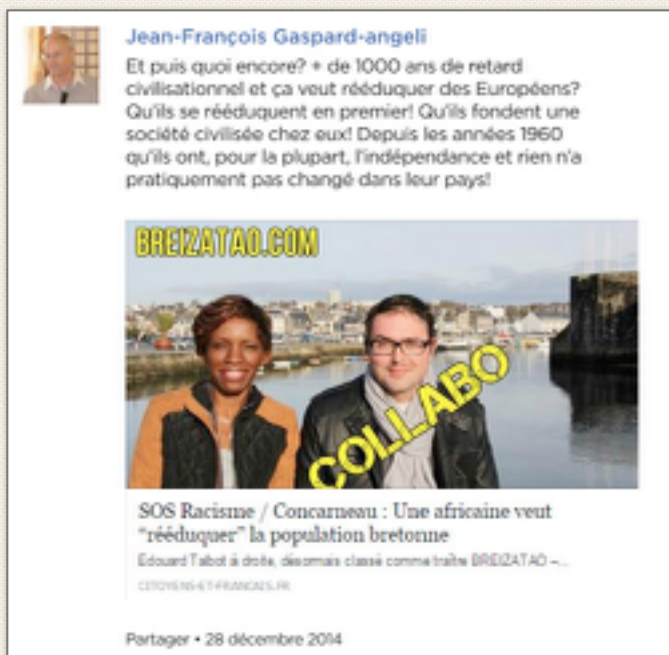 Jean-François Gaspard-angeli
Et puis quoi encore? + de 1000 ans de retard
civilisationnel et ça veut rééduquer des Européens?
Qu'ils se rééduquent en premier! Qu'ils fondent une
société civilisée chez eux! Depuis les années 1960
qu'ils ont, pour la plupart, l'indépendance et rien n'a
pratiquement pas changé dans leur pays!
BREIZATAO.COM
COLLABO
SOS Racisme / Concarneau : Une africaine veut
“rééduquer” la population bretonne
Edouard Tabot à droite, désormais classé comme traître BREIZATAO –...
CITOYENS-ET-FRANCAIS.FR
Partager • 28 décembre 2014